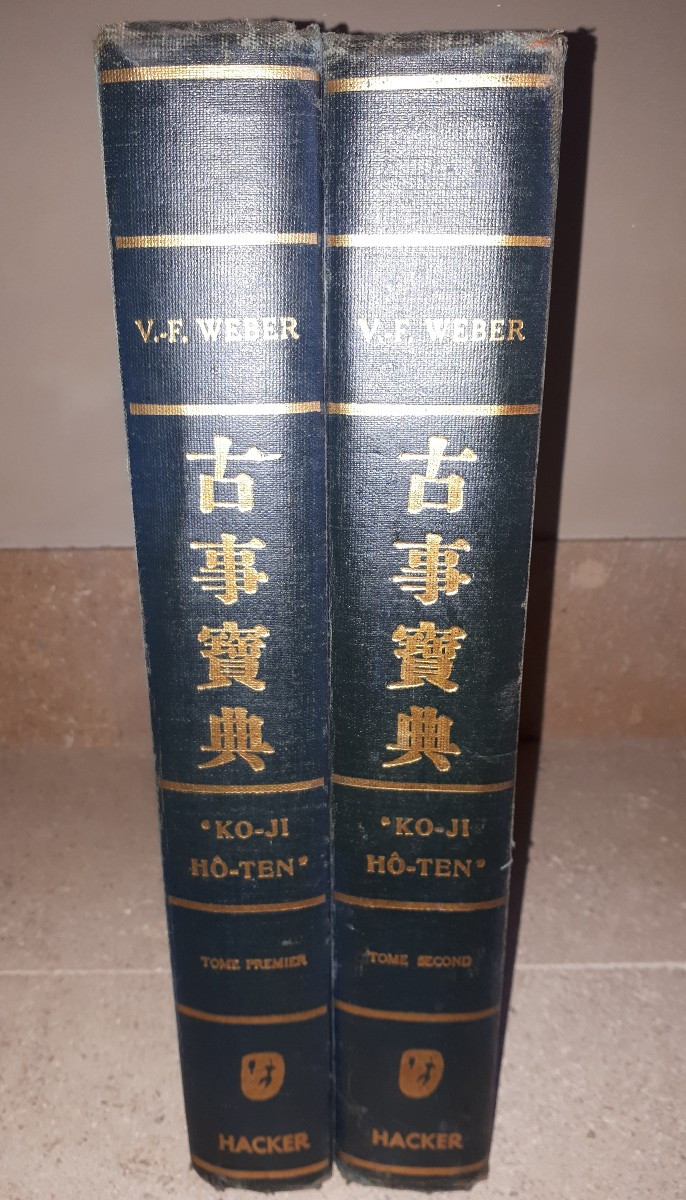 V.-F. WEBER
古事寶典
"KO-JI
HÔ-TEN"
TOME PREMIER
HACKER
V.-F. WEBER
古事寶典
"KO-JI
HÔ-TEN"
TOME SECOND
HACKER